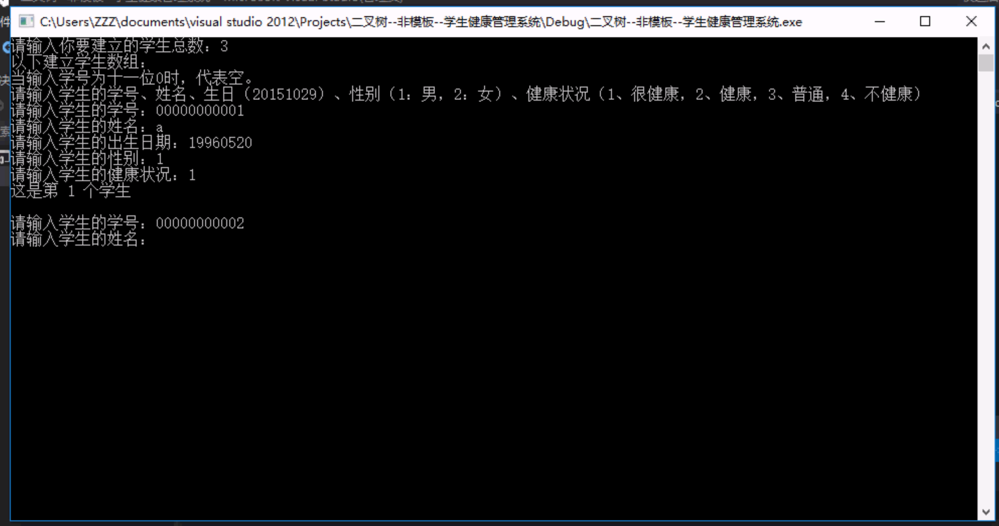 C:\Users\ZZZ\documents\visual studio 2012\Projects\二叉树--非模板--学生健康管理系统\Debug\二叉树--非模板--学生健康管理系统.exe
请输入你要建立的学生总数：3
以下建立学生数组：
当输入学号为十一位0时，代表空。
请输入学生的学号、姓名、生日（20151029）、性别（1：男，2：女）、健康状况（1、很健康，2、健康，3、普通，4、不健康）
请输入学生的学号：00000000001
请输入学生的姓名：a
请输入学生的出生日期：19960520
请输入学生的性别：1
请输入学生的健康状况：1
这是第 1 个学生
请输入学生的学号：00000000002
请输入学生的姓名：